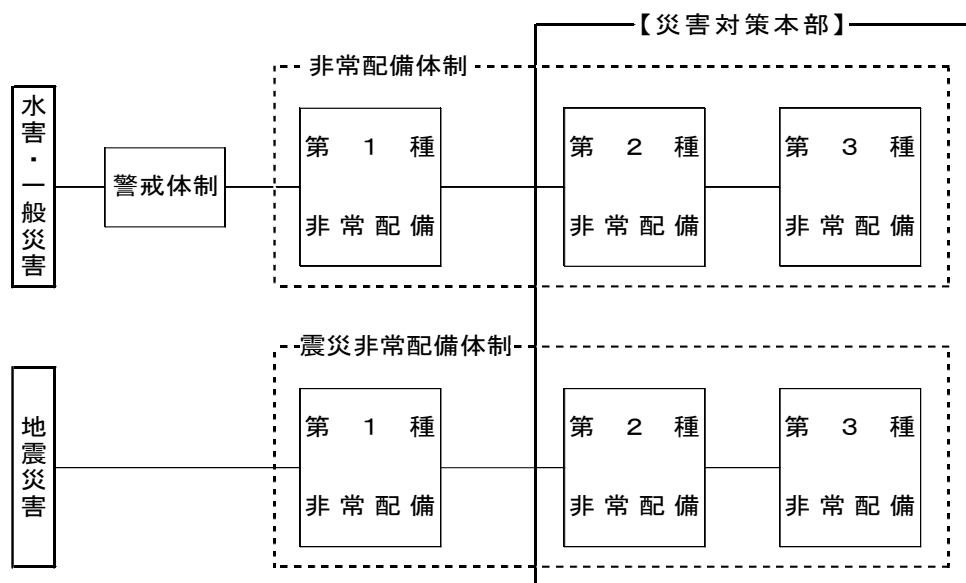 【災害対策本部】
非常配備体制
水害・一般災害
警戒体制
第１種
非常配備
第２種
非常配備
第３種
非常配備
震災非常配備体制
地震災害
第１種
非常配備
第２種
非常配備
第３種
非常配備